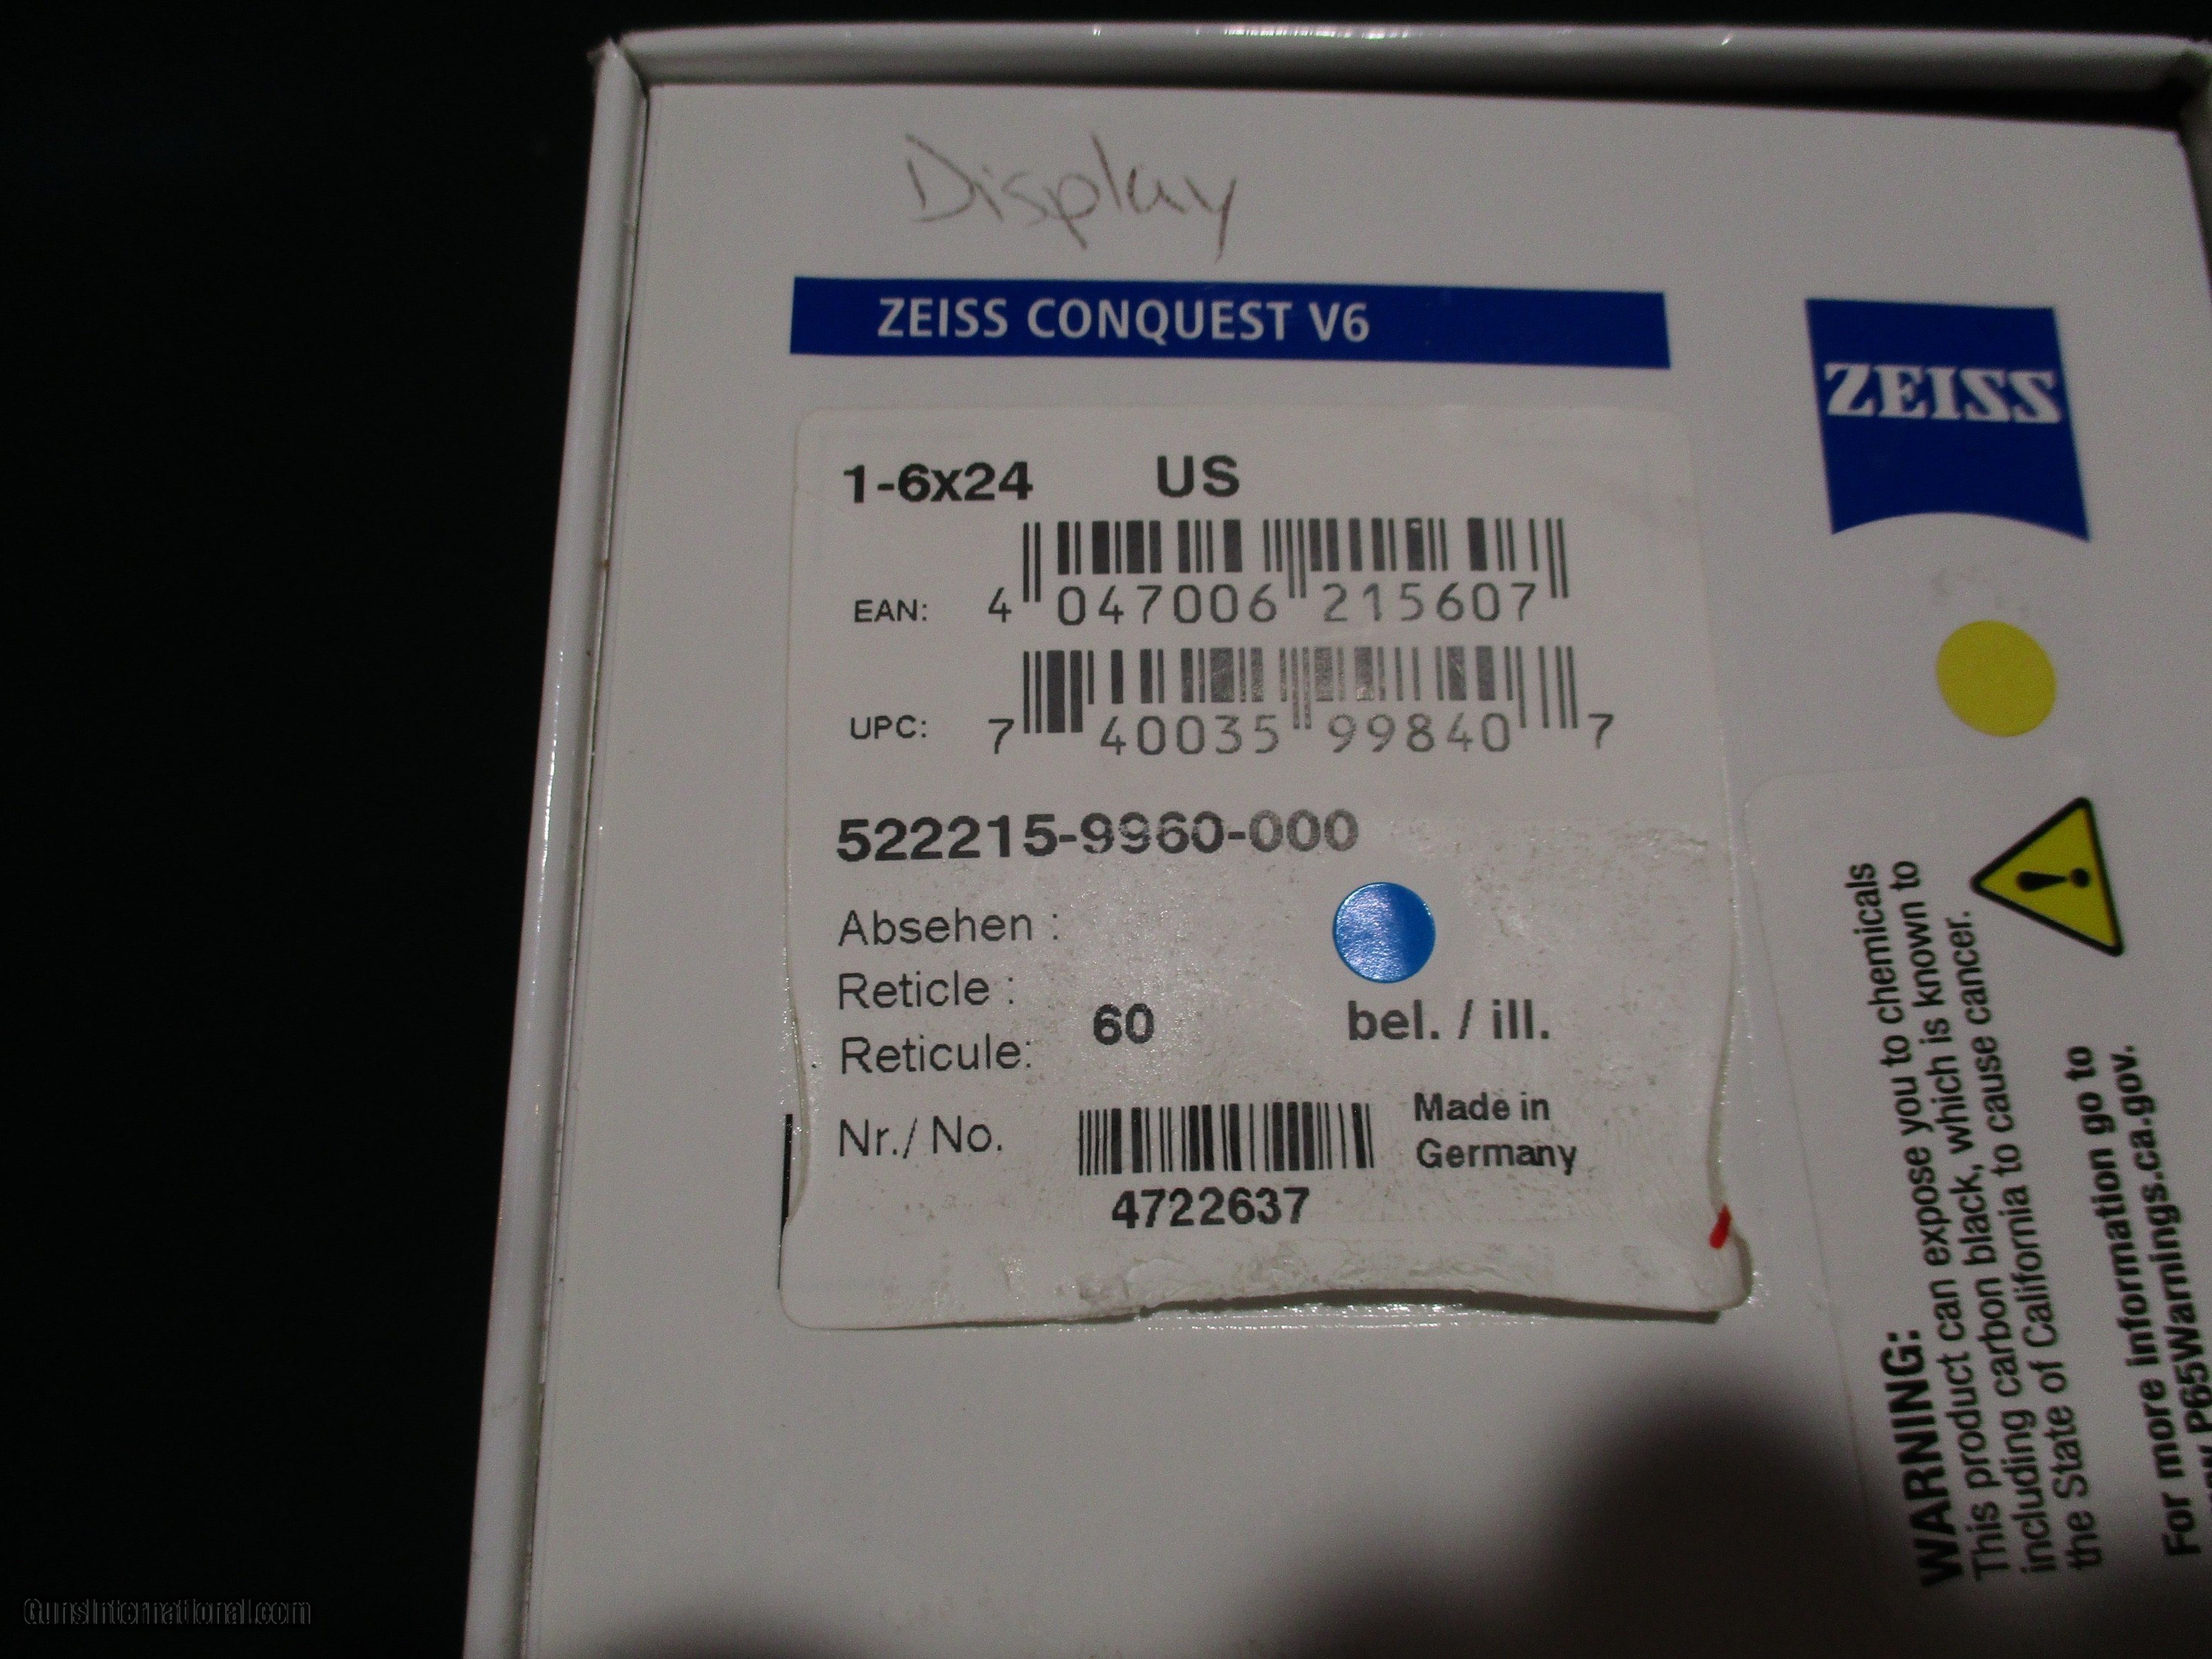 Display
ZEISS CONQUEST V6
ZEISS
1-6x24 US
EAN: 4 047006 215607
UPC: 7 40035 99840 7
522215-9960-000
Absehen :
Reticle :
Reticule:
60 bel. / ill.
Nr./ No.
Made in
Germany
4722637
WARNING:
This product can expose you to chemicals
including carbon black, which is known to
the State of California to cause cancer.
For more information go to
P65Warnings.ca.gov.
GunsInternational.com